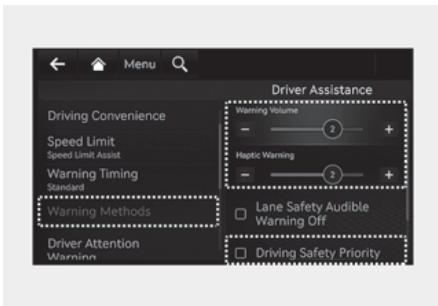 Menu
Driver Assistance
Driving Convenience
Speed Limit
Speed Limit Assist
Warning Timing
Standard
Warning Methods
Driver Attention
Warning
Warning Volume
- 2 +
Haptic Warning
- 2 +
Lane Safety Audible
Warning Off
Driving Safety Priority